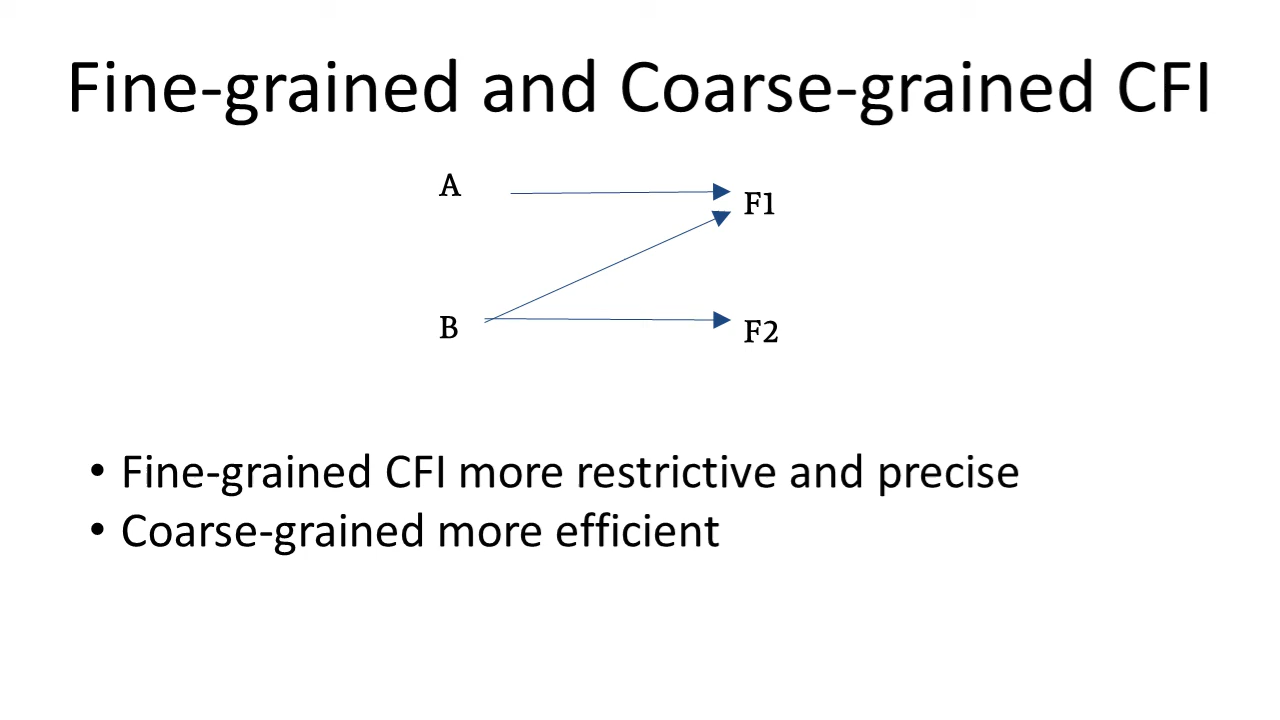 Fine-grained and Coarse-grained CFI
A
F1
B
F2
• Fine-grained CFI more restrictive and precise
• Coarse-grained more efficient